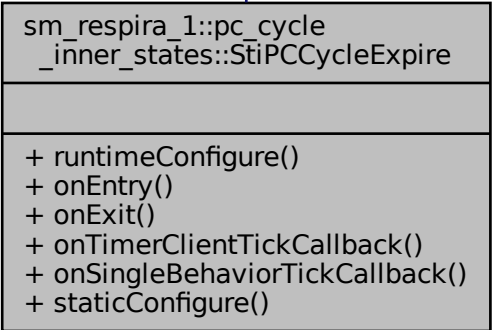 sm_respira_1::pc_cycle
_inner_states::StiPCCycleExpire
+ runtimeConfigure()
+ onEntry()
+ onExit()
+ onTimerClientTickCallback()
+ onSingleBehaviorTickCallback()
+ staticConfigure()